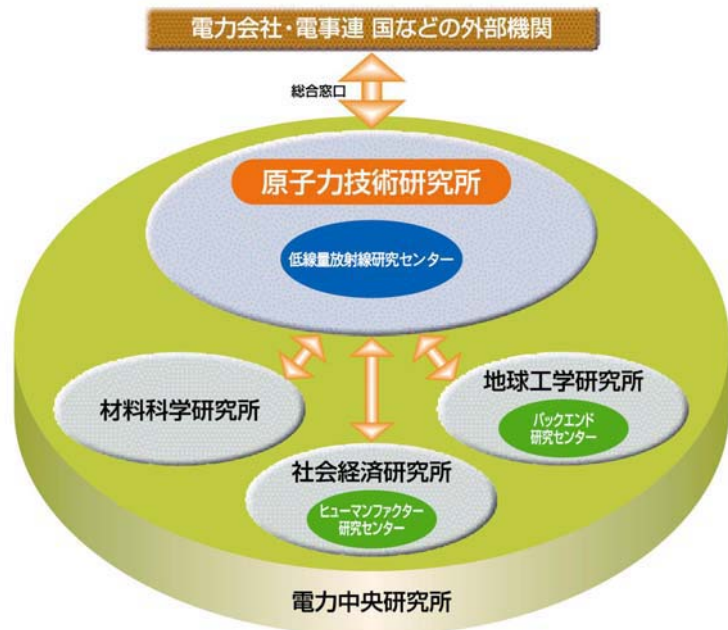 電力会社・電事連 国などの外部機関
総合窓口
原子力技術研究所
低線量放射線研究センター
材料科学研究所
地球工学研究所
バックエンド
研究センター
社会経済研究所
ヒューマンファクター
研究センター
電力中央研究所